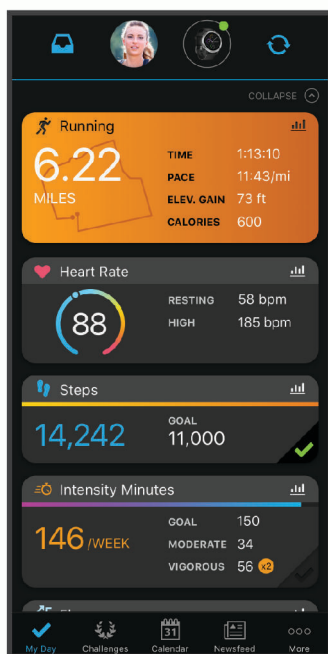 COLLAPSE
Running
6.22
MILES
TIME 1:13:10
PACE 11:43/mi
ELEV. GAIN 73 ft
CALORIES 600
Heart Rate
88
RESTING 58 bpm
HIGH 185 bpm
Steps
14,242
GOAL
11,000
Intensity Minutes
146 /WEEK
GOAL 150
MODERATE 34
VIGOROUS 56 x2
31
My Day Challenges Calendar Newsfeed More